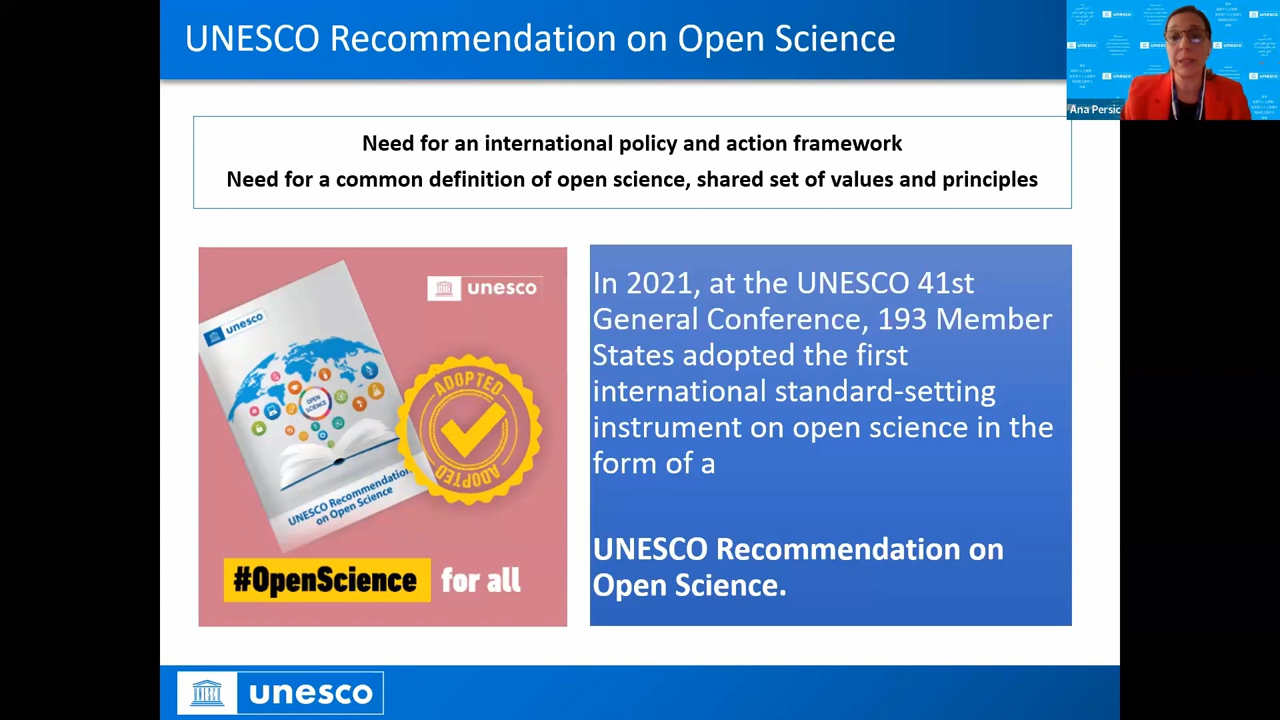 UNESCO Recommendation on Open Science
Ana Persic
Need for an international policy and action framework
Need for a common definition of open science, shared set of values and principles
unesco
unesco
OPEN
SCIENCE
UNESCO Recommendation
on Open Science
ADOPTED
ADOPTED
#OpenScience for all
In 2021, at the UNESCO 41st
General Conference, 193 Member
States adopted the first
international standard-setting
instrument on open science in the
form of a
UNESCO Recommendation on
Open Science.
unesco